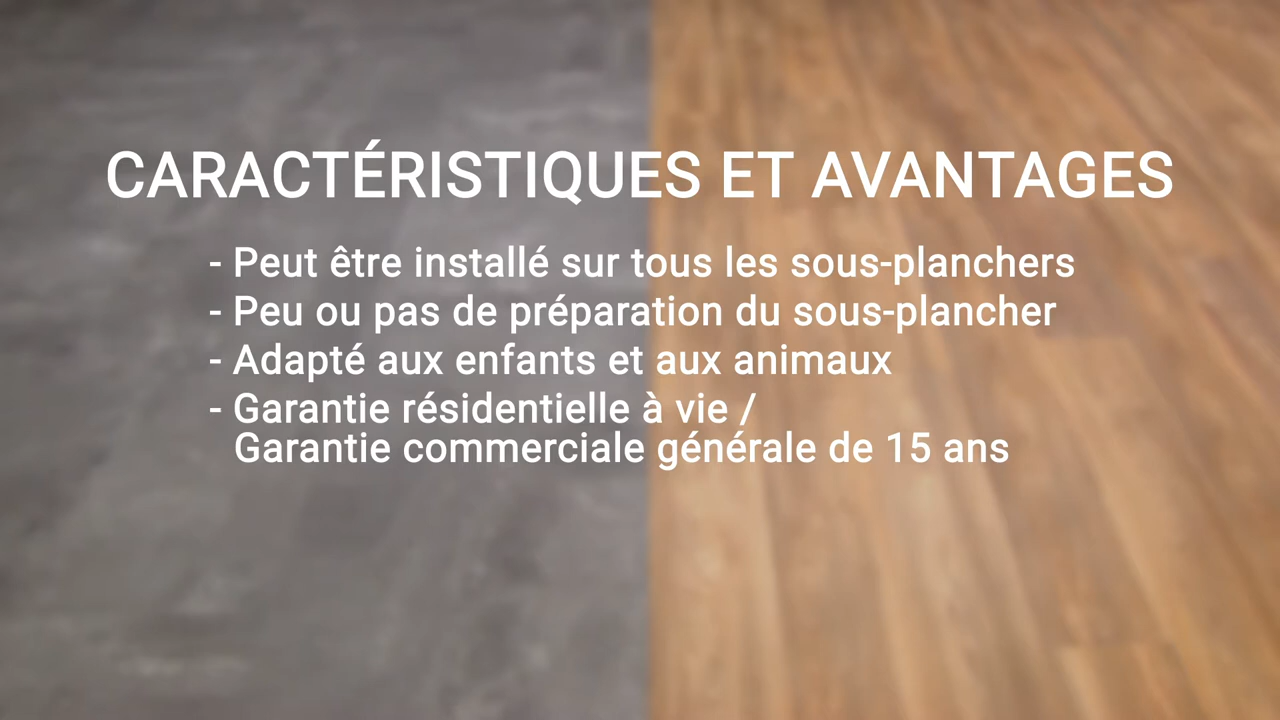 CARACTÉRISTIQUES ET AVANTAGES
- Peut être installé sur tous les sous-planchers
- Peu ou pas de préparation du sous-plancher
- Adapté aux enfants et aux animaux
- Garantie résidentielle à vie /
Garantie commerciale générale de 15 ans